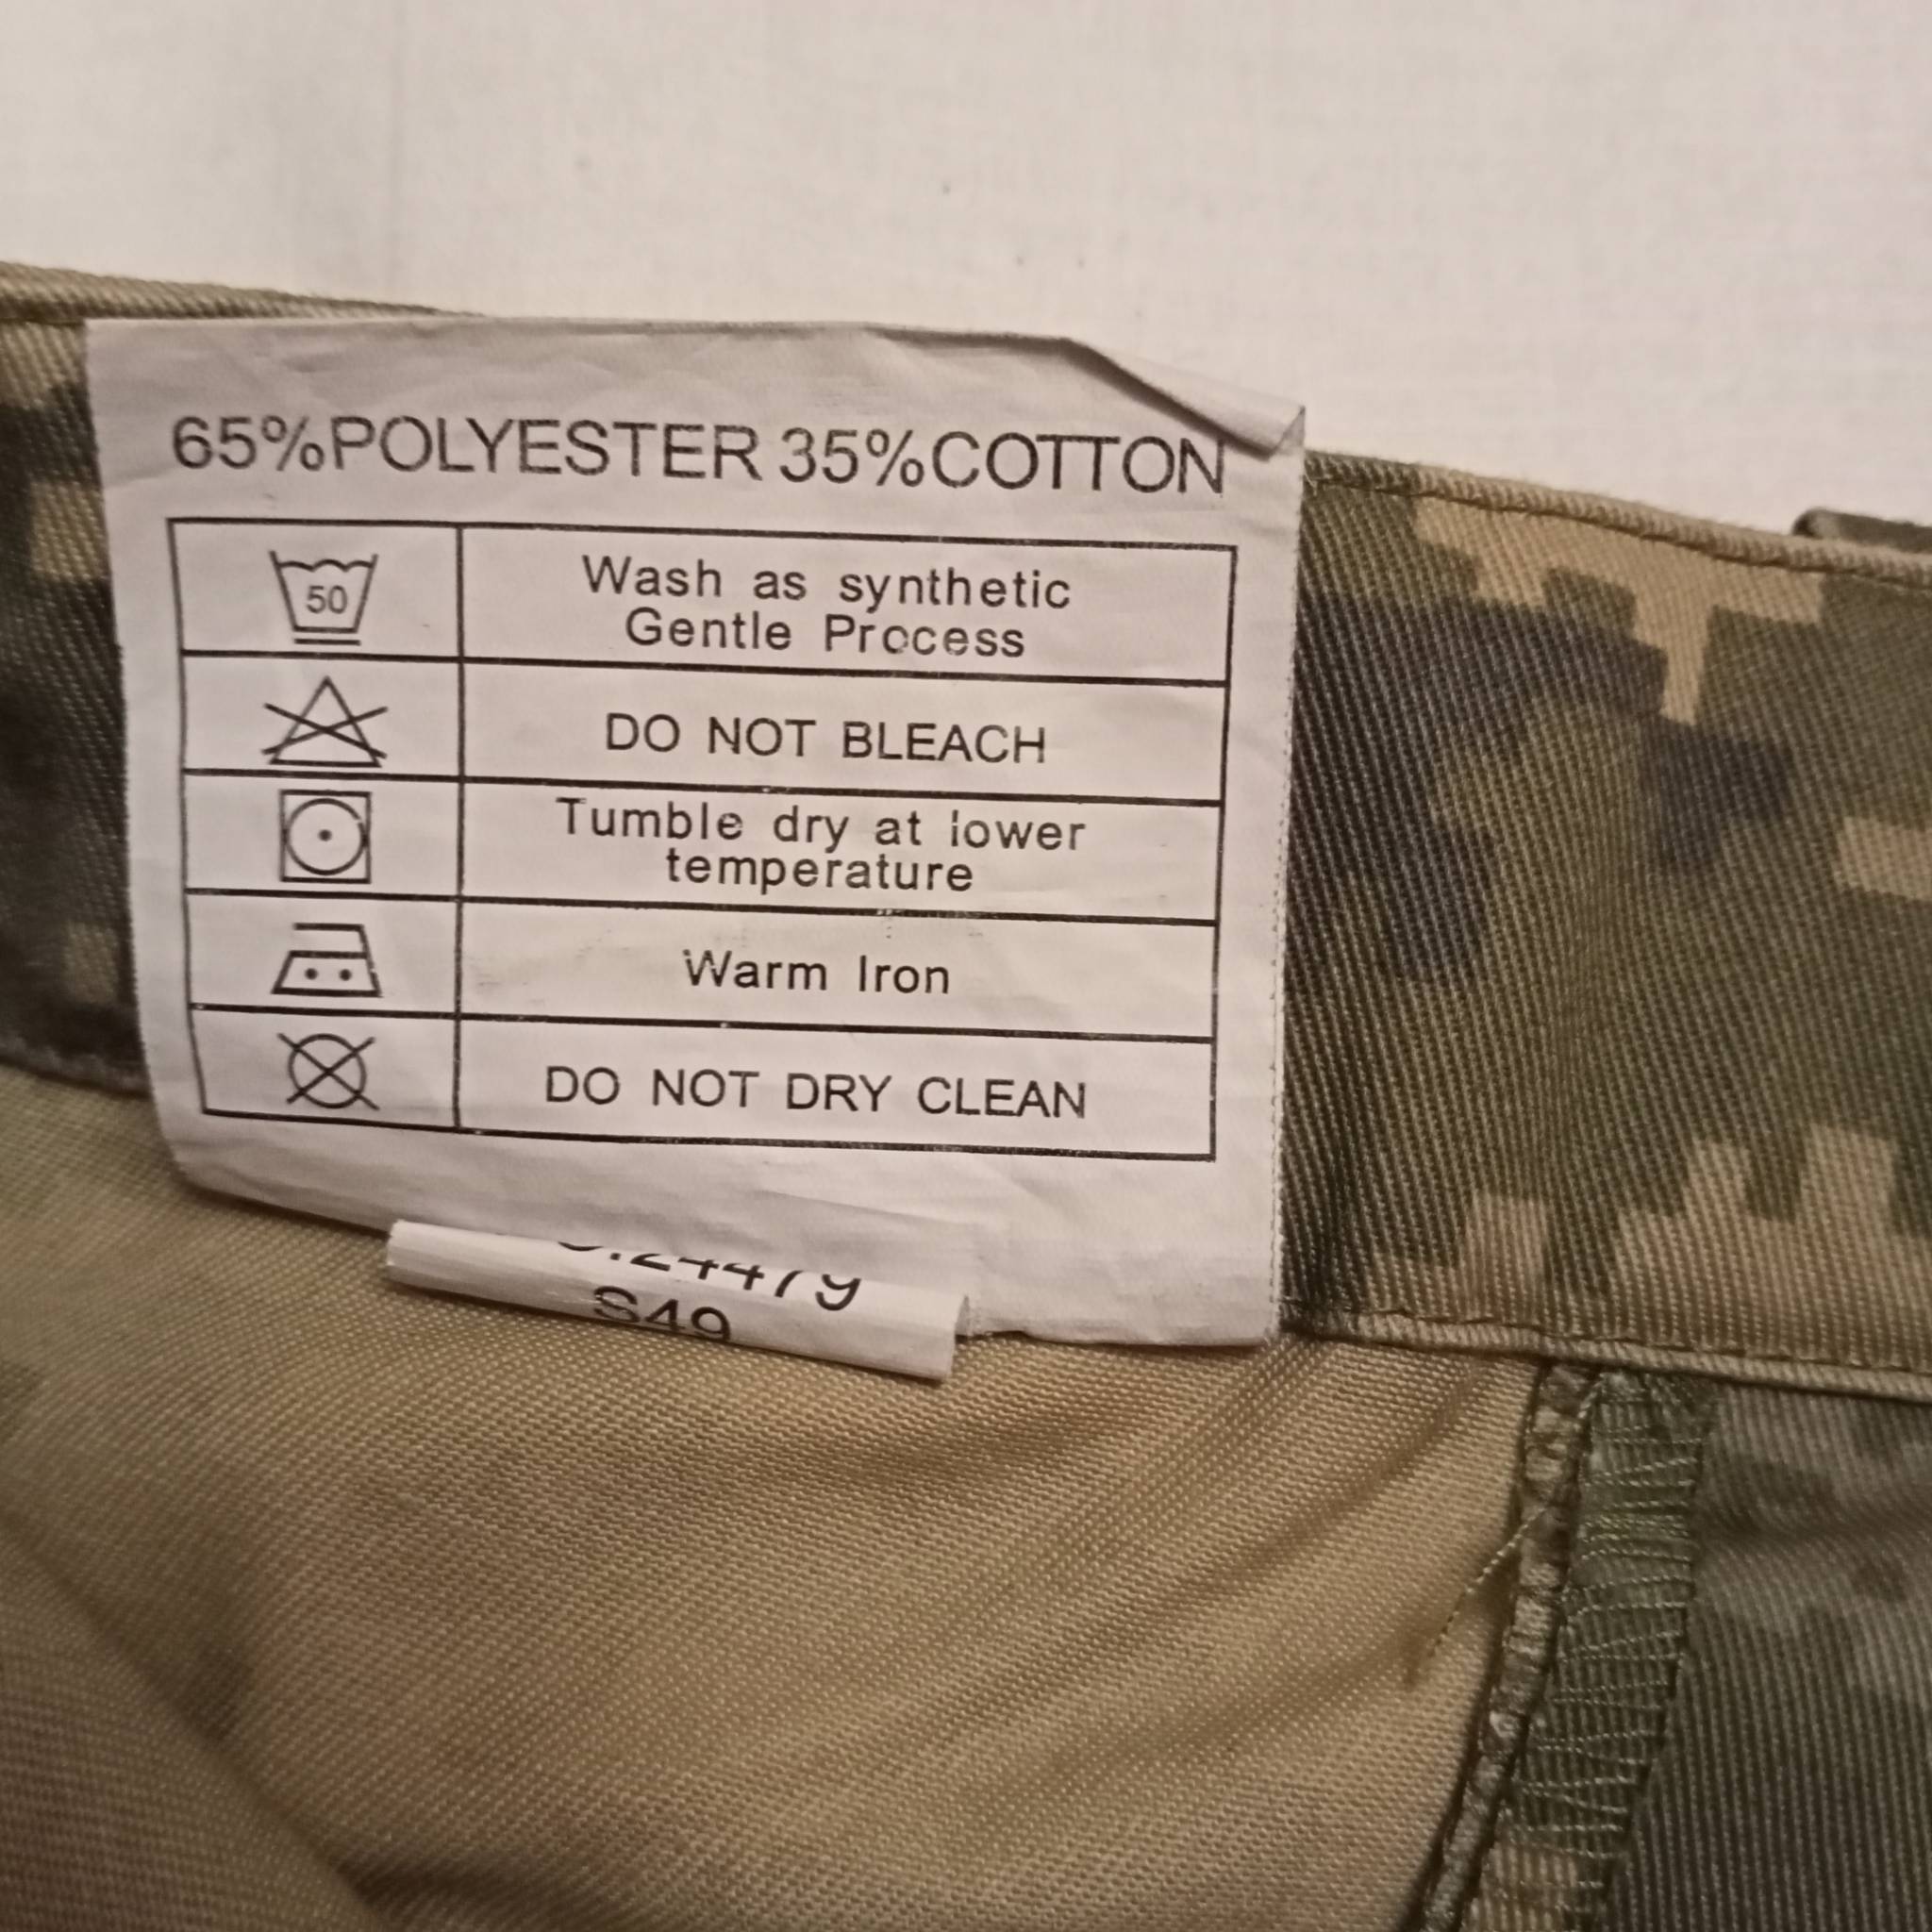 65%POLYESTER 35%COTTON
50
Wash as synthetic
Gentle Process
DO NOT BLEACH
Tumble dry at lower
temperature
Warm Iron
DO NOT DRY CLEAN
S49